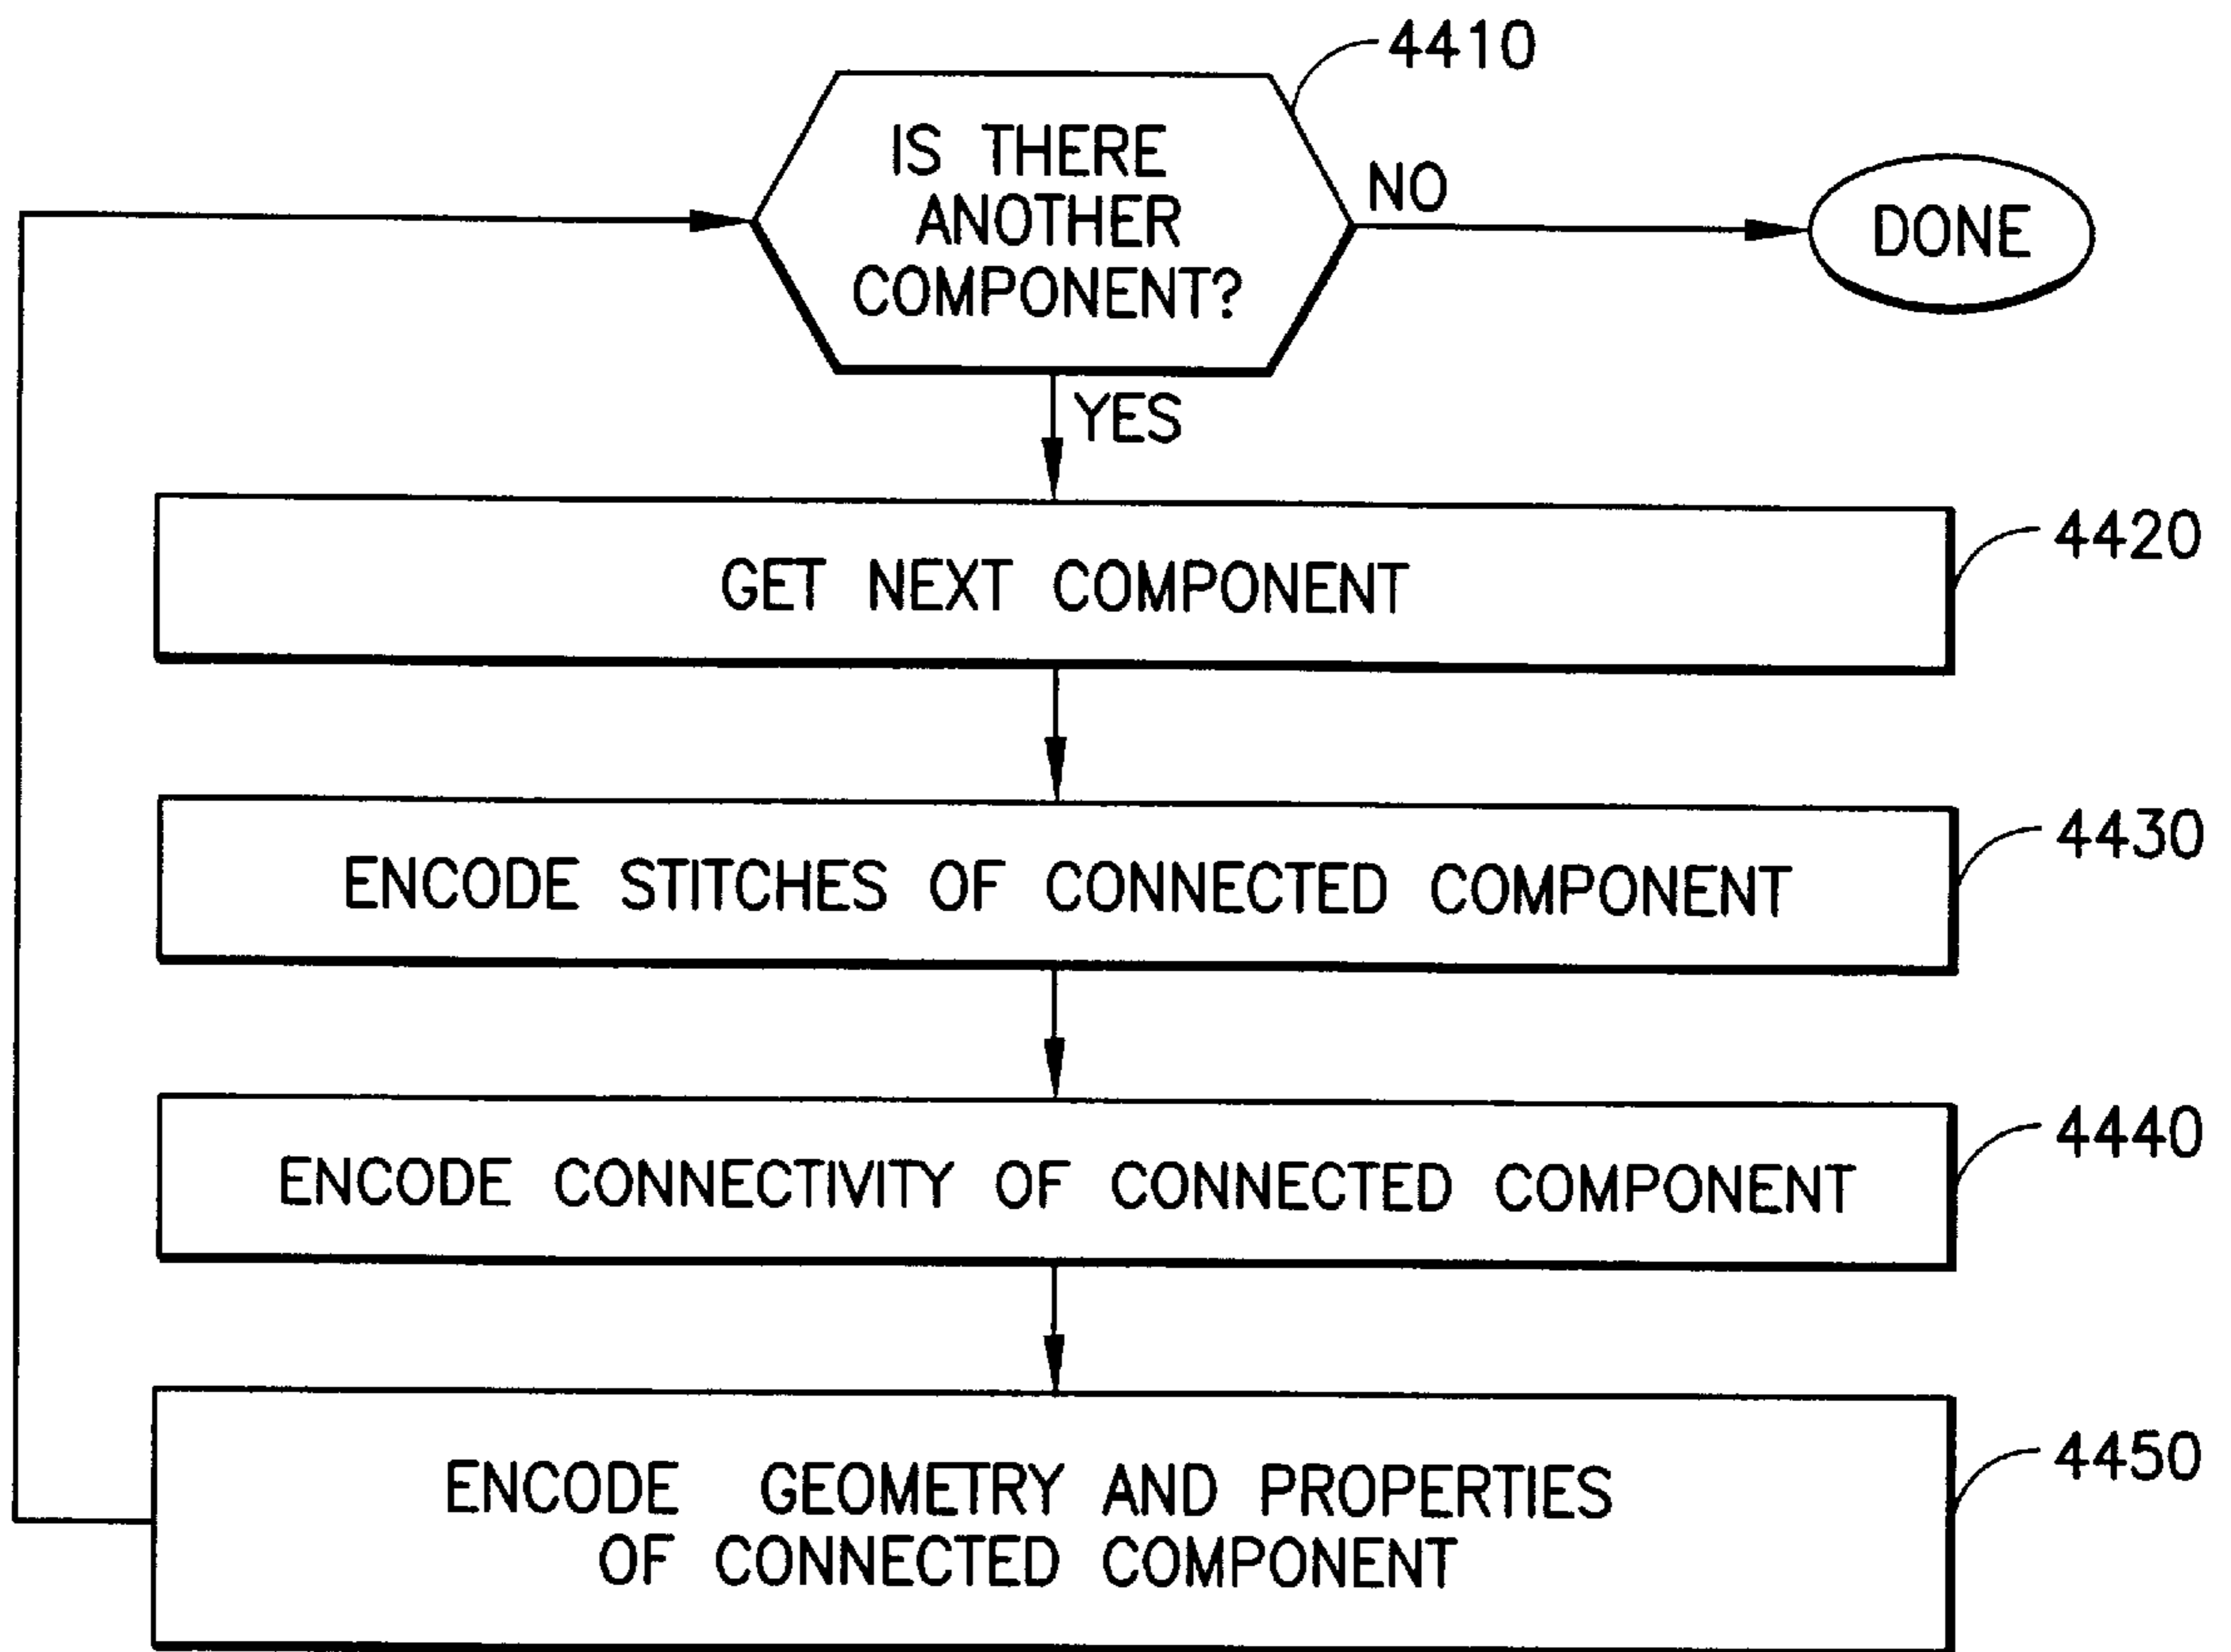 4410
IS THERE
ANOTHER
COMPONENT?
NO
DONE
YES
GET NEXT COMPONENT
4420
ENCODE STITCHES OF CONNECTED COMPONENT
4430
ENCODE CONNECTIVITY OF CONNECTED COMPONENT
4440
ENCODE GEOMETRY AND PROPERTIES
OF CONNECTED COMPONENT
4450